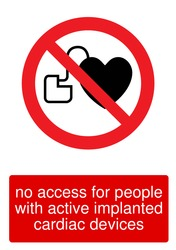 no access for people
with active implanted
cardiac devices